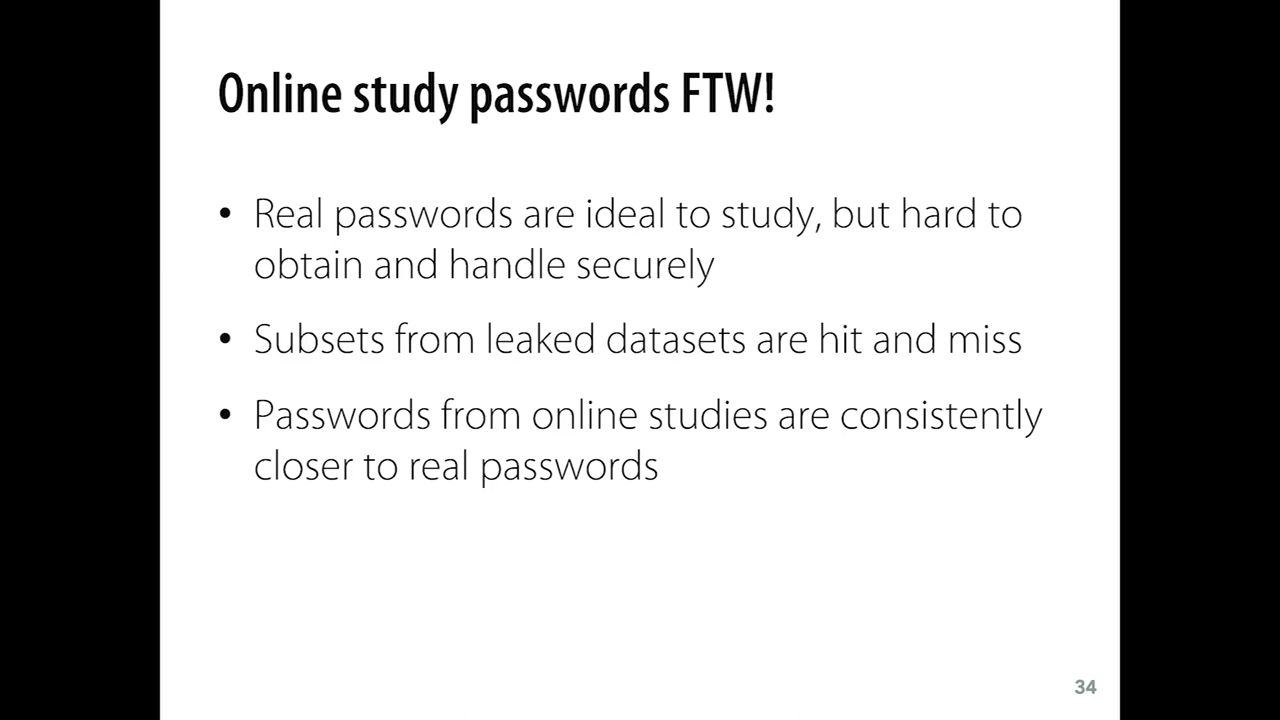 Online study passwords FTW!
• Real passwords are ideal to study, but hard to
obtain and handle securely
• Subsets from leaked datasets are hit and miss
• Passwords from online studies are consistently
closer to real passwords
34